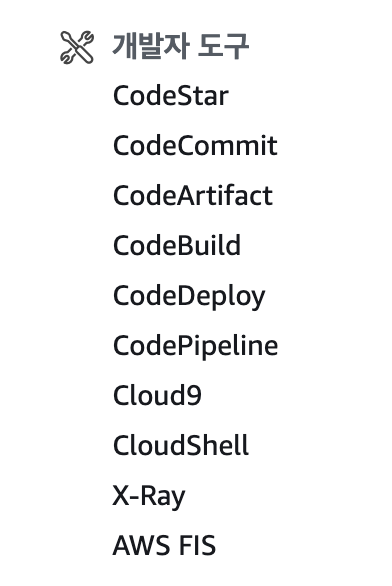 개발자 도구
CodeStar
CodeCommit
CodeArtifact
CodeBuild
CodeDeploy
CodePipeline
Cloud9
CloudShell
X-Ray
AWS FIS